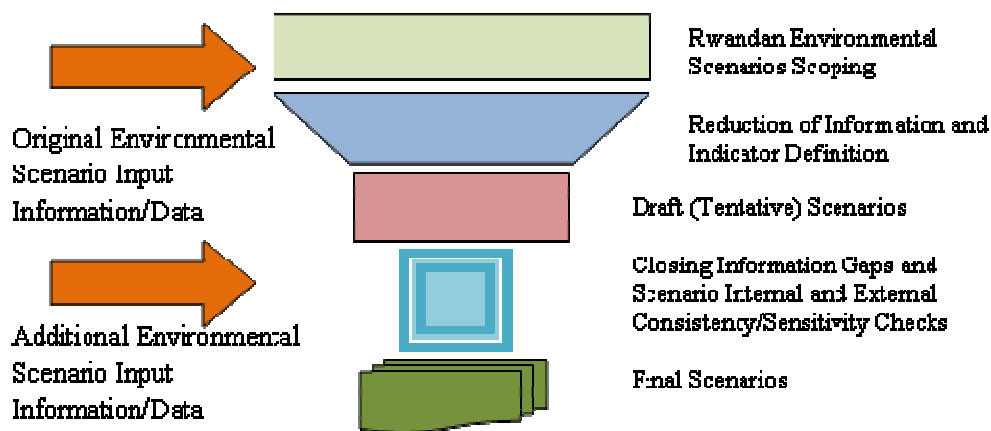 Rwandan Environmental
Scenarios Scoping
Original Environmental
Scenario Input
Information/Data
Reduction of Information and
Indicator Definition
Draft (Tentative) Scenarios
Additional Environmental
Scenario Input
Information/Data
Closing Information Gaps and
Scenario Internal and External
Consistency/Sensitivity Checks
Final Scenarios